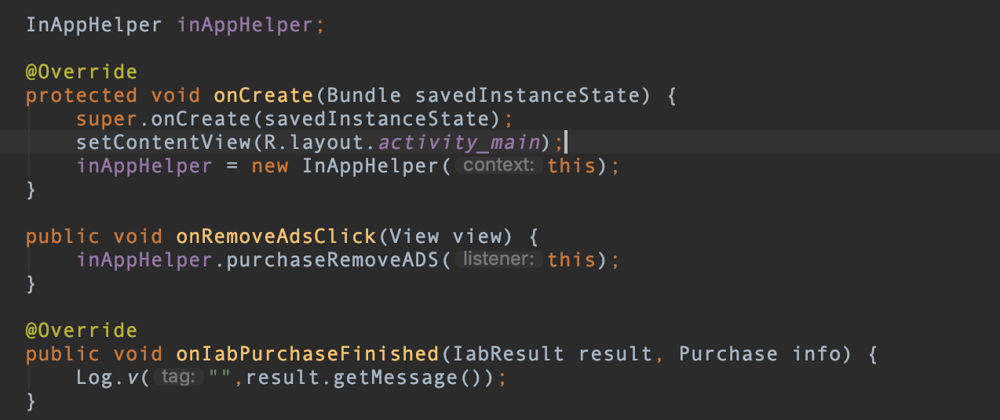 InAppHelper inAppHelper;
@Override
protected void onCreate(Bundle savedInstanceState) {
super.onCreate(savedInstanceState);
setContentView(R.layout.activity_main);
inAppHelper = new InAppHelper( context: this);
}
public void onRemoveAdsClick(View view) {
inAppHelper.purchaseRemoveADS( listener: this);
}
@Override
public void onIabPurchaseFinished(IabResult result, Purchase info) {
Log.v( tag: "",result.getMessage());
}